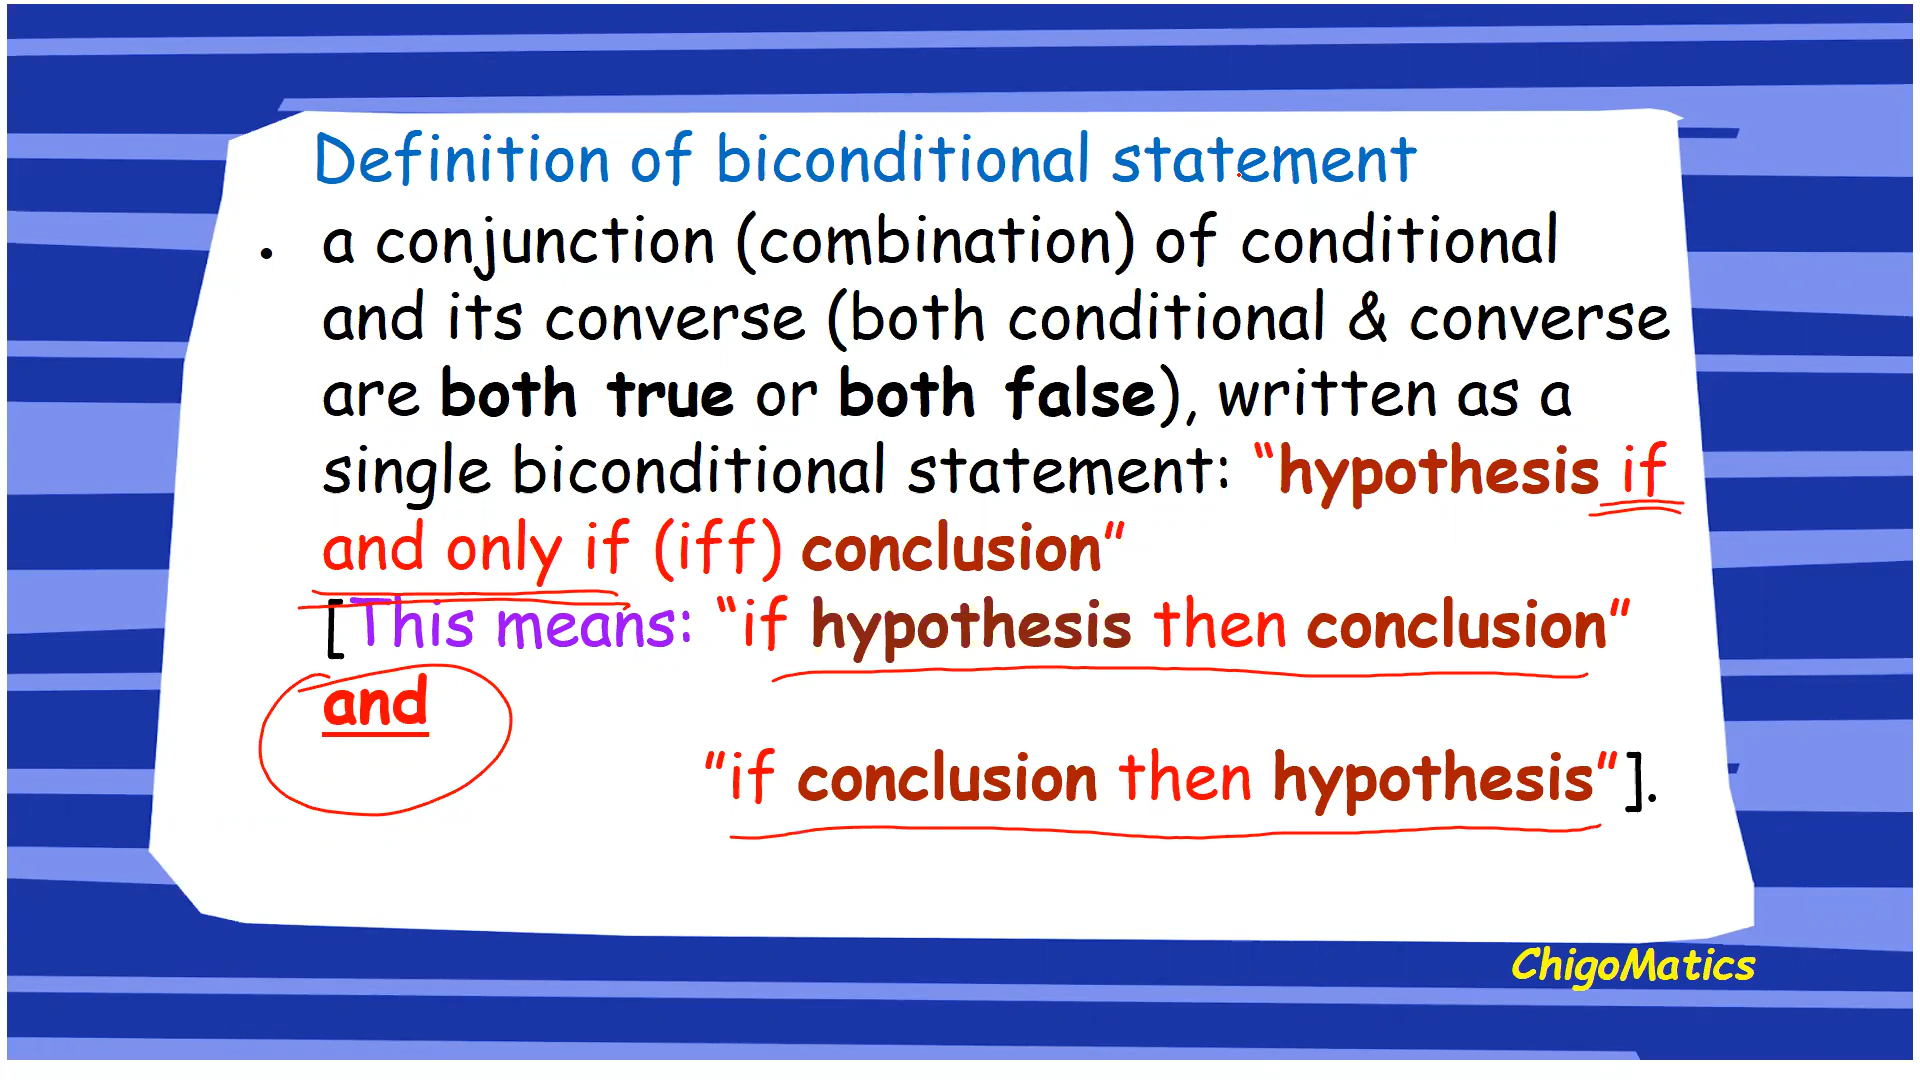 Definition of biconditional statement
• a conjunction (combination) of conditional
and its converse (both conditional & converse
are both true or both false), written as a
single biconditional statement: “hypothesis if
and only if (iff) conclusion”
[This means: “if hypothesis then conclusion”
and
”if conclusion then hypothesis”].
ChigoMatics